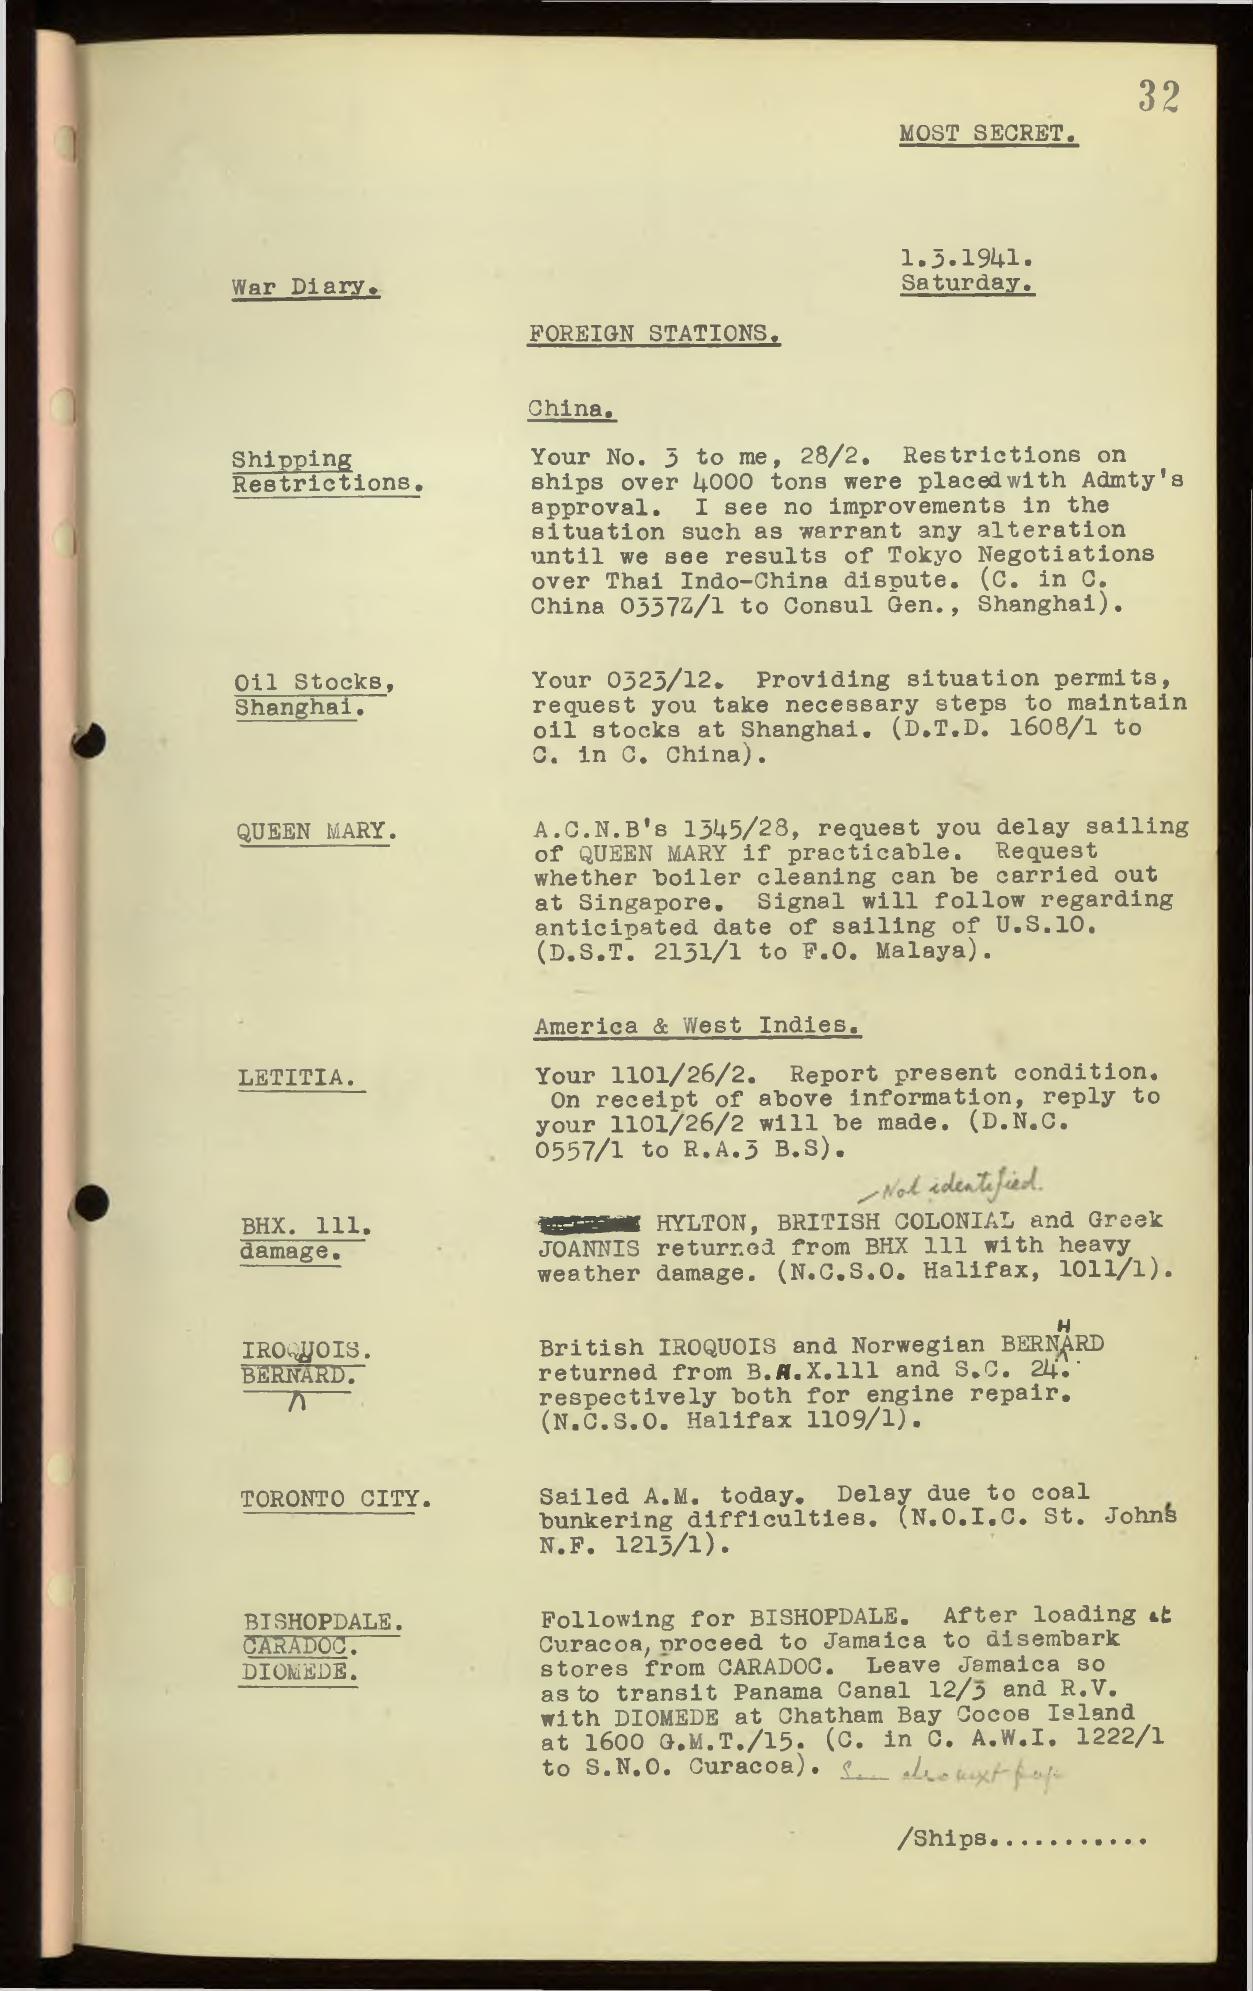 32
MOST SECRET.
1.3.1941.
Saturday.
War Diary.
FOREIGN STATIONS.
China.
Shipping
Restrictions.
Your No. 3 to me, 28/2. Restrictions on
ships over 4000 tons were placedwith Admty's
approval. I see no improvements in the
situation such as warrant any alteration
until we see results of Tokyo Negotiations
over Thai Indo-China dispute. (C. in C.
China 0337Z/1 to Consul Gen., Shanghai).
Oil Stocks,
Shanghai.
Your 0323/12. Providing situation permits,
request you take necessary steps to maintain
oil stocks at Shanghai. (D.T.D. 1608/1 to
C. in C. China).
QUEEN MARY.
A.C.N.B's 1345/28, request you delay sailing
of QUEEN MARY if practicable. Request
whether boiler cleaning can be carried out
at Singapore. Signal will follow regarding
anticipated date of sailing of U.S.10.
(D.S.T. 2131/1 to F.O. Malaya).
America & West Indies.
LETITIA.
Your 1101/26/2. Report present condition.
On receipt of above information, reply to
your 1101/26/2 will be made. (D.N.C.
0557/1 to R.A.3 B.S).
Not identified.
BHX. 111.
damage.
HYLTON, BRITISH COLONIAL and Greek
JOANNIS returned from BHX 111 with heavy
weather damage. (N.C.S.O. Halifax, 1011/1).
IROQUOIS.
BERNARD.
H
British IROQUOIS and Norwegian BERNARD
returned from B.H.X.111 and S.C. 24.
respectively both for engine repair.
(N.C.S.O. Halifax 1109/1).
TORONTO CITY.
Sailed A.M. today. Delay due to coal
bunkering difficulties. (N.O.I.C. St. John's
N.F. 1213/1).
BISHOPDALE.
CARADOC.
DIOMEDE.
Following for BISHOPDALE. After loading at
Curacoa, proceed to Jamaica to disembark
stores from CARADOC. Leave Jamaica so
as to transit Panama Canal 12/3 and R.V.
with DIOMEDE at Chatham Bay Cocos Island
at 1600 G.M.T./15. (C. in C. A.W.I. 1222/1
to S.N.O. Curacoa). See also next page
/Ships...........